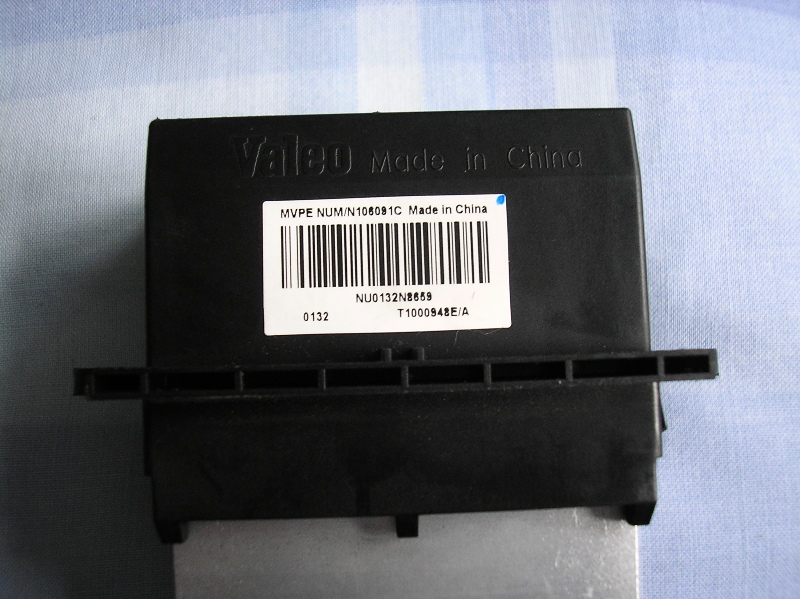 Valeo Made in China
MVPE NUM/N106091C Made in China
NU0132N8659
0132 T1000948E/A